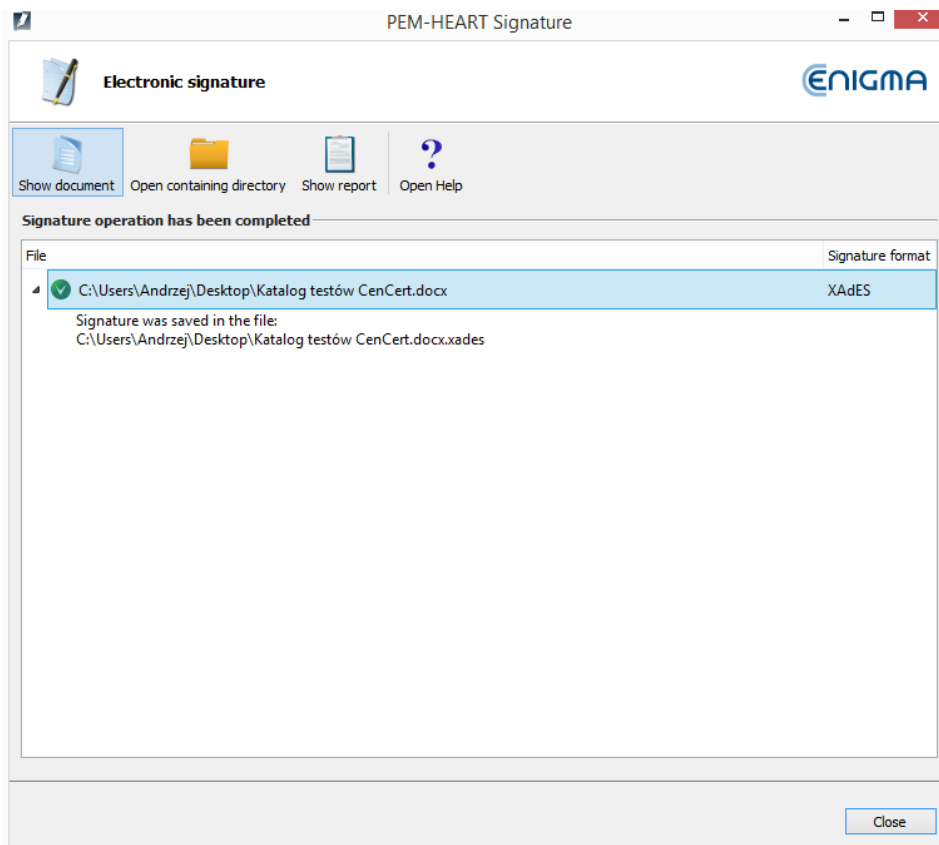 PEM-HEART Signature
Electronic signature
ENIGMA
Show document Open containing directory Show report Open Help
Signature operation has been completed
File Signature format
C:\Users\Andrzej\Desktop\Katalog testów CenCert.docx XAdES
Signature was saved in the file:
C:\Users\Andrzej\Desktop\Katalog testów CenCert.docx.xades
Close